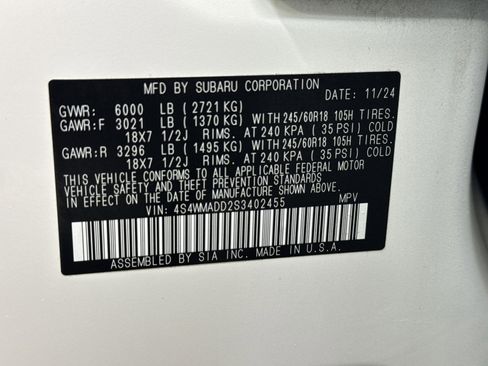 MFD BY SUBARU CORPORATION
DATE: 11/24
GVWR: 6000 LB (2721 KG)
GAWR:F 3021 LB (1370 KG) WITH 245/60R18 105H TIRES.
18X7 1/2J RIMS. AT 240 KPA (35 PSI) COLD
GAWR:R 3296 LB (1495 KG) WITH 245/60R18 105H TIRES.
18X7 1/2J RIMS. AT 240 KPA (35 PSI) COLD
THIS VEHICLE CONFORMS TO ALL APPLICABLE FEDERAL MOTOR
VEHICLE SAFETY AND THEFT PREVENTION STANDARDS
IN EFFECT ON THE DATE OF MANUFACTURE SHOWN ABOVE.
VIN: 4S4WMADD2S3402455 MPV
ASSEMBLED BY SIA INC. MADE IN U.S.A.